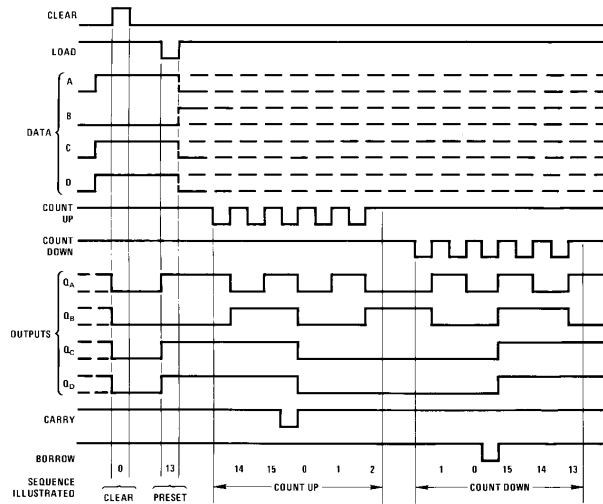 CLEAR
LOAD
A
B
DATA
C
D
COUNT
UP
COUNT
DOWN
QA
QB
OUTPUTS
QC
QD
CARRY
BORROW
0 13 14 15 0 1 2 1 0 15 14 13
SEQUENCE
ILLUSTRATED
CLEAR PRESET COUNT UP COUNT DOWN